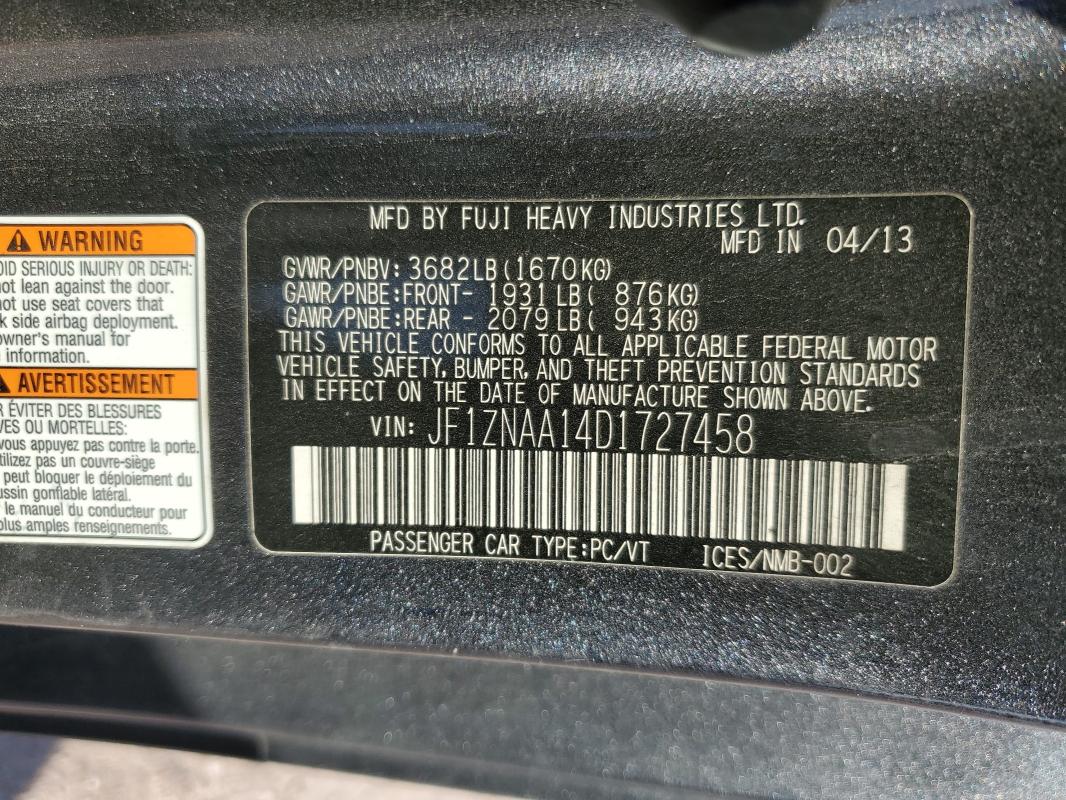 WARNING
OID SERIOUS INJURY OR DEATH:
not lean against the door.
not use seat covers that
k side airbag deployment.
owner's manual for
e information.
AVERTISSEMENT
R ÉVITER DES BLESSURES
VES OU MORTELLES:
vous appuyez pas contre la porte.
utilizez pas un couvre-siège
peut bloquer le déploiement du
ussin gonflable latéral.
r le manuel du conducteur pour
plus amples renseignements.
MFD BY FUJI HEAVY INDUSTRIES LTD.
MFD IN 04/13
GVWR/PNBV: 3682LB(1670KG)
GAWR/PNBE:FRONT- 1931LB( 876KG)
GAWR/PNBE:REAR - 2079LB( 943KG)
THIS VEHICLE CONFORMS TO ALL APPLICABLE FEDERAL MOTOR
VEHICLE SAFETY, BUMPER, AND THEFT PREVENTION STANDARDS
IN EFFECT ON THE DATE OF MANUFACTURE SHOWN ABOVE.
VIN: JF1ZNAA14D1727458
PASSENGER CAR TYPE:PC/VT ICES/NMB-002